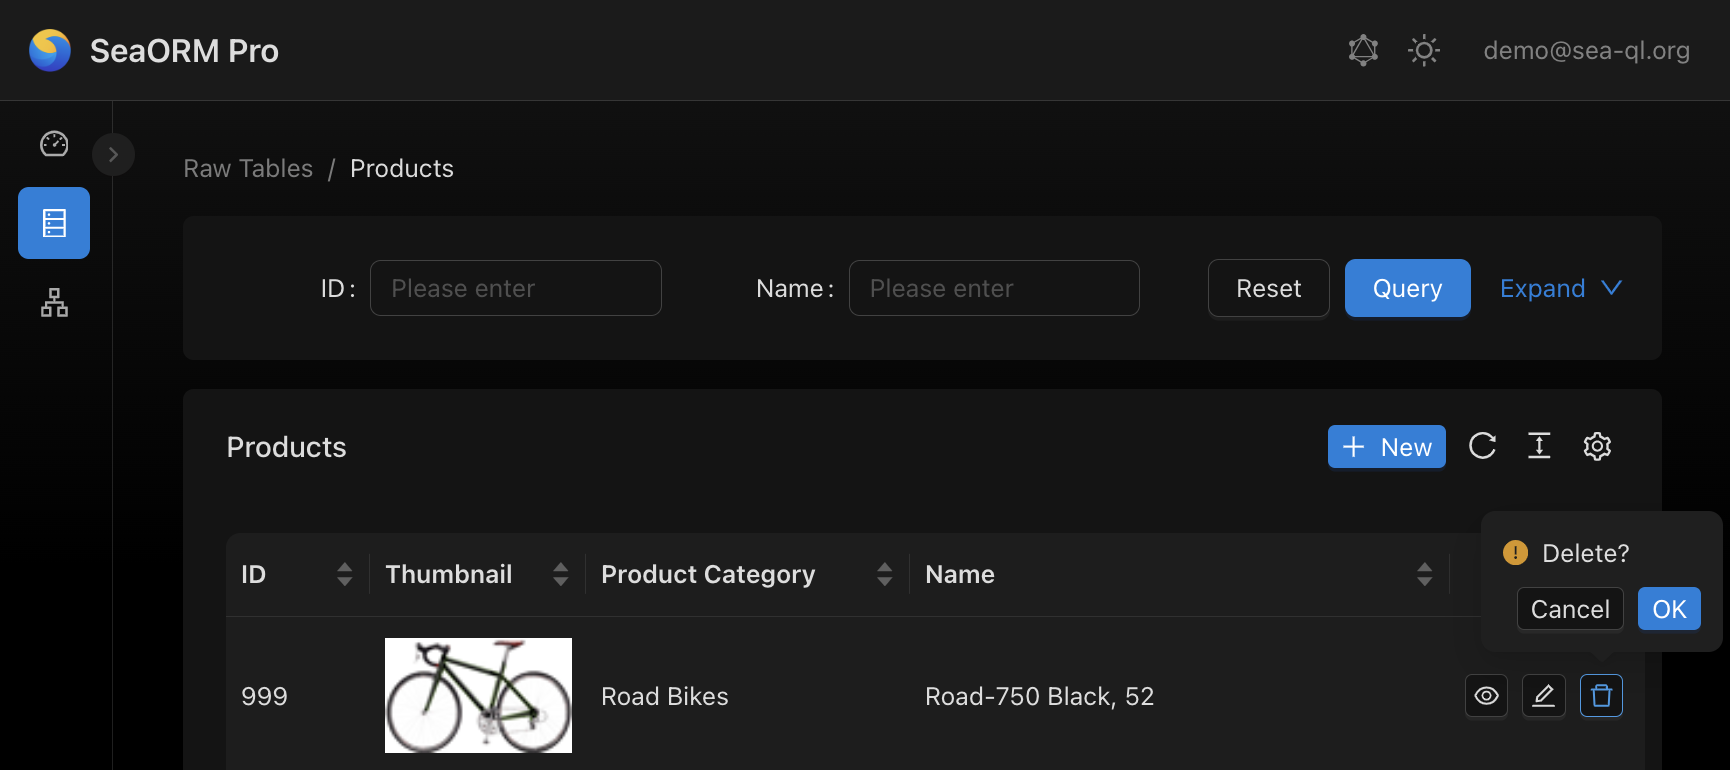 SeaORM Pro
demo@sea-ql.org
Raw Tables / Products
ID: Please enter Name: Please enter Reset Query Expand
Products
New
Delete?
Cancel OK
ID Thumbnail Product Category Name
999 Road Bikes Road-750 Black, 52